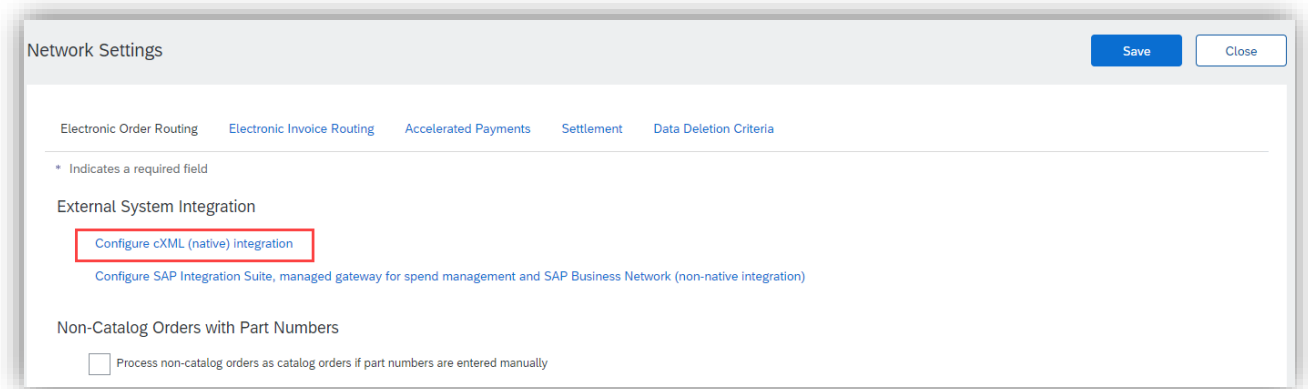 Network Settings
Save
Close
Electronic Order Routing
Electronic Invoice Routing
Accelerated Payments
Settlement
Data Deletion Criteria
* Indicates a required field
External System Integration
Configure cXML (native) integration
Configure SAP Integration Suite, managed gateway for spend management and SAP Business Network (non-native integration)
Non-Catalog Orders with Part Numbers
Process non-catalog orders as catalog orders if part numbers are entered manually